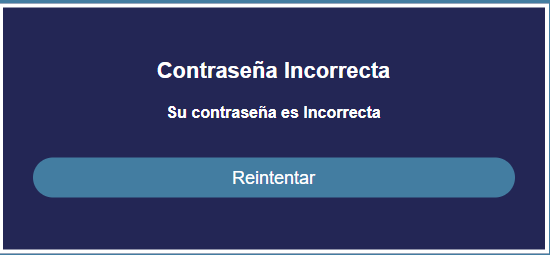 Contraseña Incorrecta
Su contraseña es Incorrecta
Reintentar